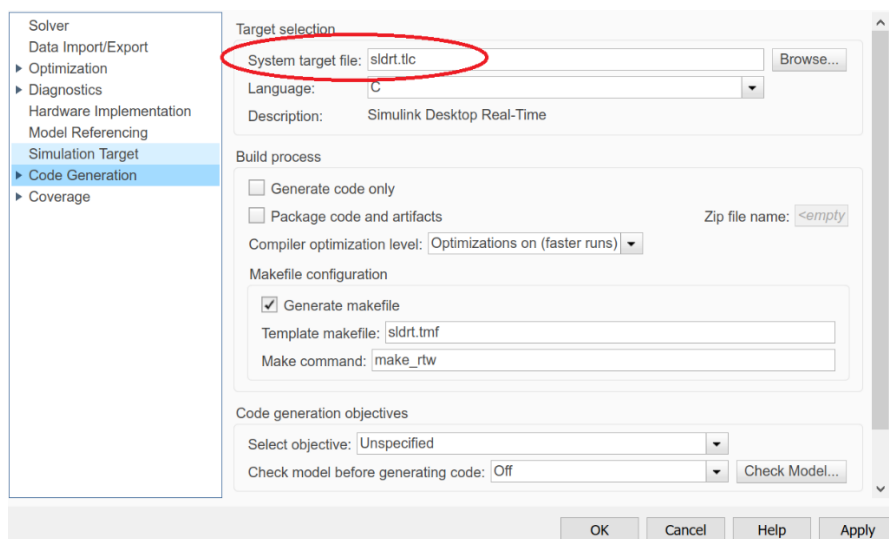 Solver
Data Import/Export
Optimization
Diagnostics
Hardware Implementation
Model Referencing
Simulation Target
Code Generation
Coverage
Target selection
System target file: sldrt.tlc Browse...
Language: C
Description: Simulink Desktop Real-Time
Build process
Generate code only
Package code and artifacts Zip file name: <empty
Compiler optimization level: Optimizations on (faster runs)
Makefile configuration
Generate makefile
Template makefile: sldrt.tmf
Make command: make_rtw
Code generation objectives
Select objective: Unspecified
Check model before generating code: Off Check Model...
OK Cancel Help Apply